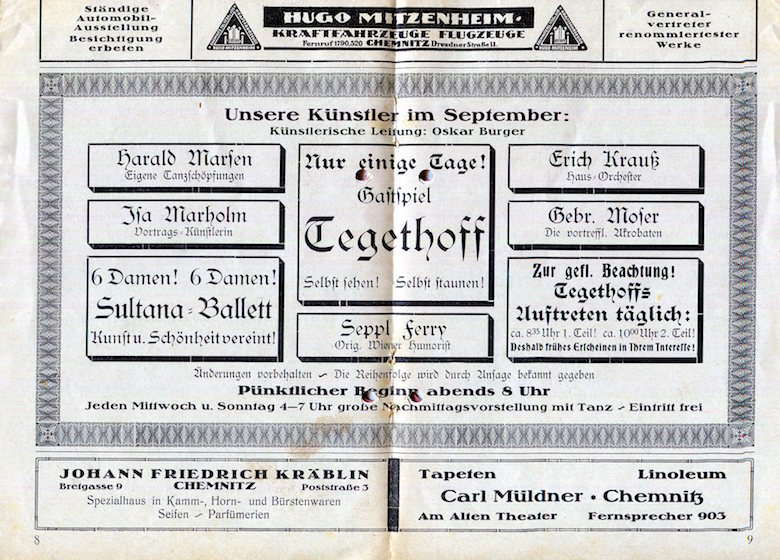 Ständige
Automobil-
Ausstellung
Besichtigung
erbeten
HUGO MITZENHEIM
HUGO MITZENHEIM·
KRAFTFAHRZEUGE FLUGZEUGE
Fernruf 1190,520 CHEMNITZ Dresdner Straße 11.
HUGO MITZENHEIM
General-
vertreter
renommiertester
Werke
Unsere Künstler im September:
Künstlerische Leitung: Oskar Burger
Harald Marsen
Eigene Tanzschöpfungen
Isa Marholm
Vortrags-Künstlerin
6 Damen! 6 Damen!
Sultana-Ballett
Kunst u. Schönheit vereint!
Nur einige Tage!
Gastspiel
Tegethoff
Selbst sehen! Selbst staunen!
Seppl Ferry
Orig. Wiener Humorist
Erich Krauß
Haus-Orchester
Gebr. Moser
Die vortreffl. Akrobaten
Zur gefl. Beachtung!
Tegethoffs
Auftreten täglich:
ca. 8³⁵ Uhr 1. Teil! ca. 10⁰⁰ Uhr 2. Teil!
Deshalb frühes Erscheinen in Ihrem Interesse!
Änderungen vorbehalten – Die Reihenfolge wird durch Ansage bekannt gegeben
Pünktlicher Beginn abends 8 Uhr
Jeden Mittwoch u. Sonntag 4–7 Uhr große Nachmittagsvorstellung mit Tanz – Eintritt frei
JOHANN FRIEDRICH KRÄBLIN
Bretgasse 9 CHEMNITZ Poststraße 3
Spezialhaus in Kamm-, Horn- und Bürstenwaren
Seifen – Parfümerien
Tapeten Linoleum
Carl Müldner · Chemnitz
Am Alten Theater Fernsprecher 903
8
9